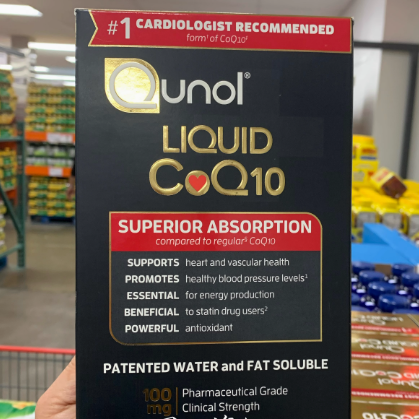 #1 CARDIOLOGIST RECOMMENDED
form† of CoQ10‡
Qunol®
LIQUID
CoQ10
SUPERIOR ABSORPTION
compared to regular§ CoQ10
SUPPORTS heart and vascular health
PROMOTES healthy blood pressure levels²
ESSENTIAL for energy production
BENEFICIAL to statin drug users²
POWERFUL antioxidant
PATENTED WATER and FAT SOLUBLE
100 mg Pharmaceutical Grade
Clinical Strength